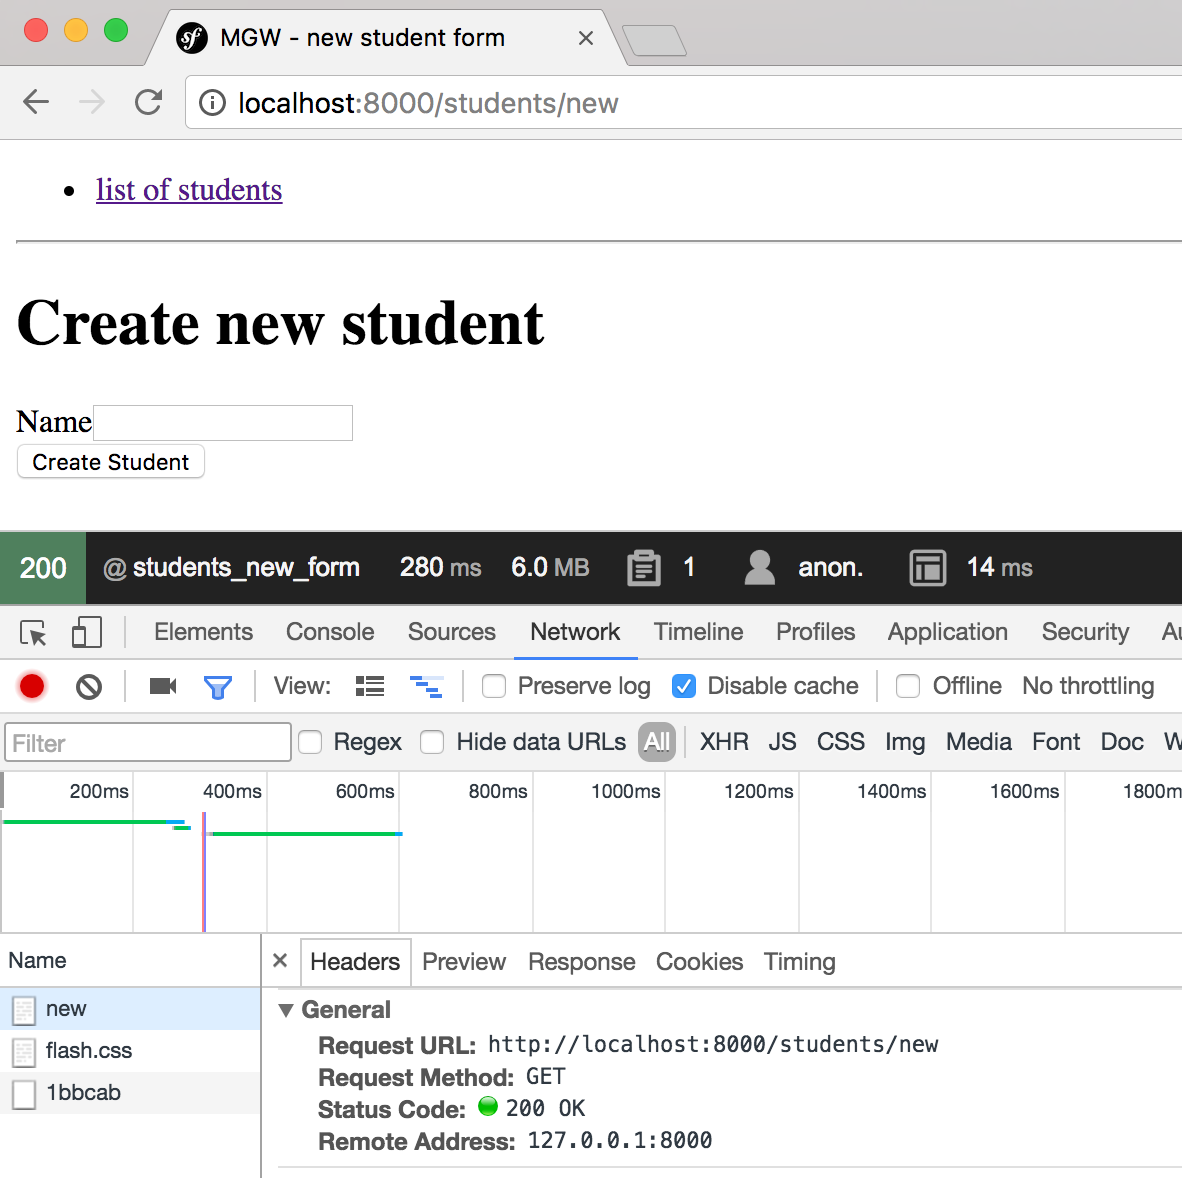 sf MGW - new student form
localhost:8000/students/new
list of students
Create new student
Name
Create Student
200 @ students_new_form 280 ms 6.0 MB 1 anon. 14 ms
Elements Console Sources Network Timeline Profiles Application Security Au
View: Preserve log Disable cache Offline No throttling
Filter Regex Hide data URLs All XHR JS CSS Img Media Font Doc W
200ms 400ms 600ms 800ms 1000ms 1200ms 1400ms 1600ms 1800m
Name × Headers Preview Response Cookies Timing
new
flash.css
1bbcab
General
Request URL: http://localhost:8000/students/new
Request Method: GET
Status Code: 200 OK
Remote Address: 127.0.0.1:8000